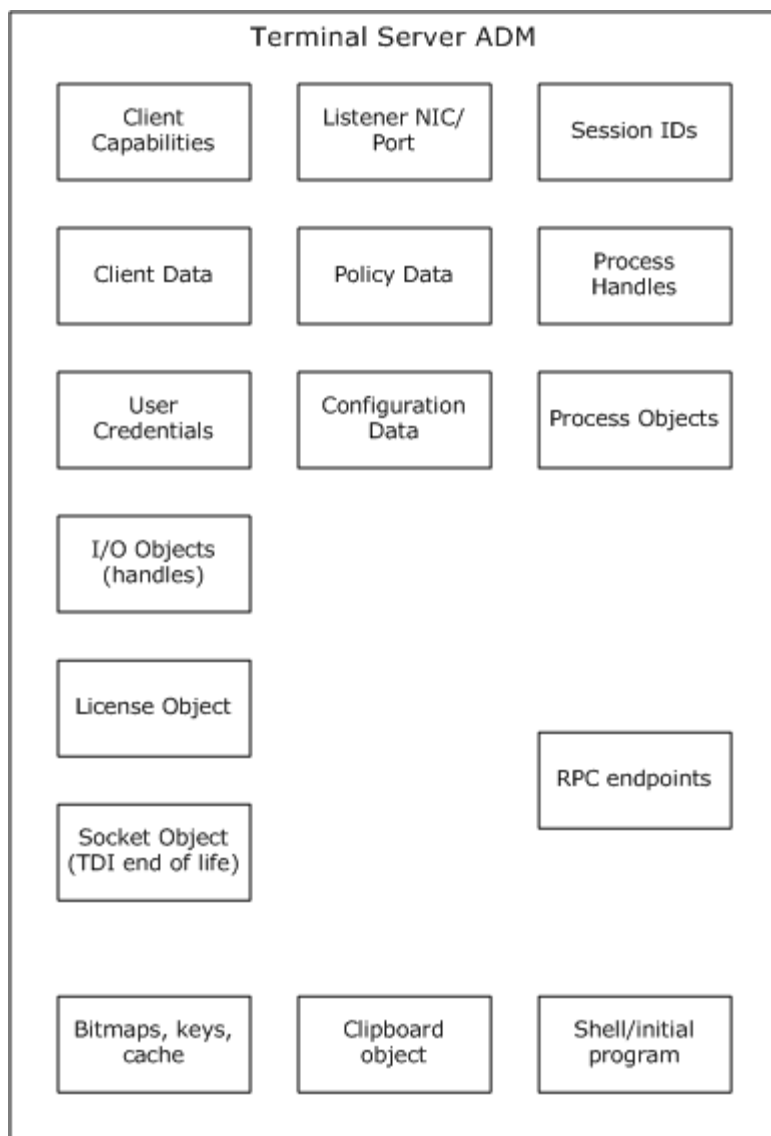 Terminal Server ADM
Client
Capabilities
Listener NIC/
Port
Session IDs
Client Data
Policy Data
Process
Handles
User
Credentials
Configuration
Data
Process Objects
I/O Objects
(handles)
License Object
RPC endpoints
Socket Object
(TDI end of life)
Bitmaps, keys,
cache
Clipboard
object
Shell/initial
program